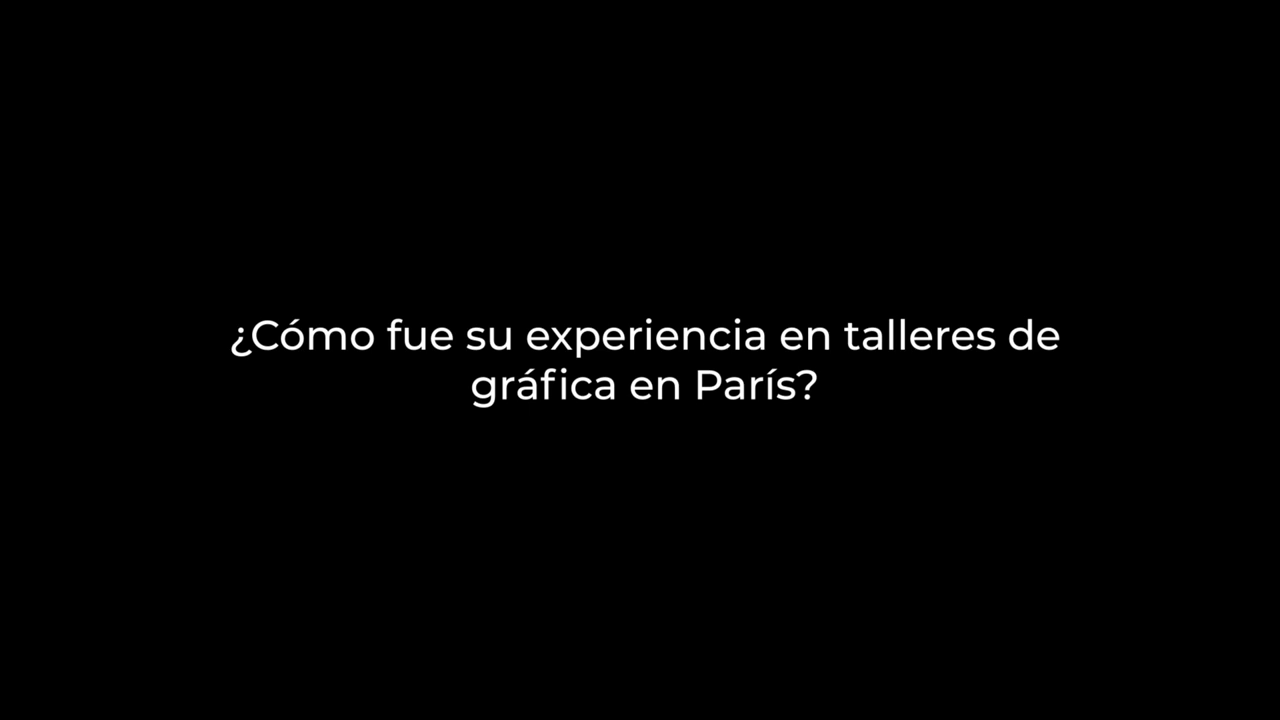 ¿Cómo fue su experiencia en talleres de
gráfica en París?